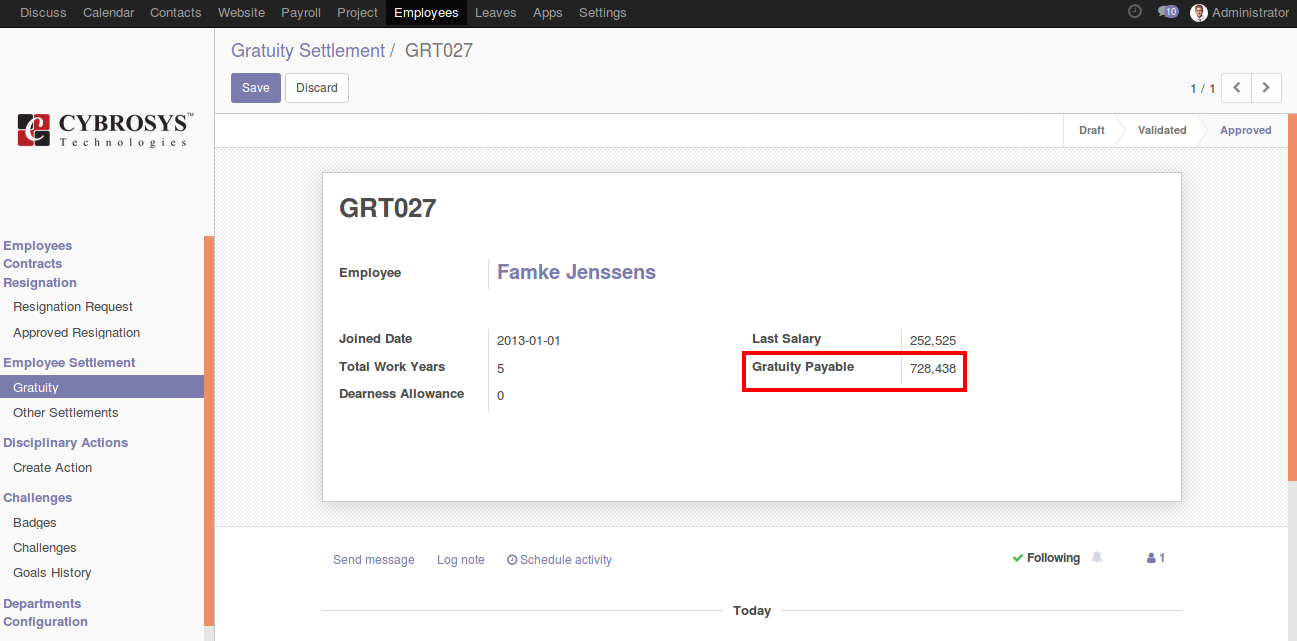 Discuss Calendar Contacts Website Payroll Project Employees Leaves Apps Settings 10 Administrator
Gratuity Settlement / GRT027
Save Discard 1 / 1
Draft Validated Approved
CYBROSYS™
Technologies
Employees
Contracts
Resignation
Resignation Request
Approved Resignation
Employee Settlement
Gratuity
Other Settlements
Disciplinary Actions
Create Action
Challenges
Badges
Challenges
Goals History
Departments
Configuration
GRT027
Employee Famke Jenssens
Joined Date 2013-01-01 Last Salary 252,525
Total Work Years 5 Gratuity Payable 728,438
Dearness Allowance 0
Send message Log note Schedule activity Following 1
Today